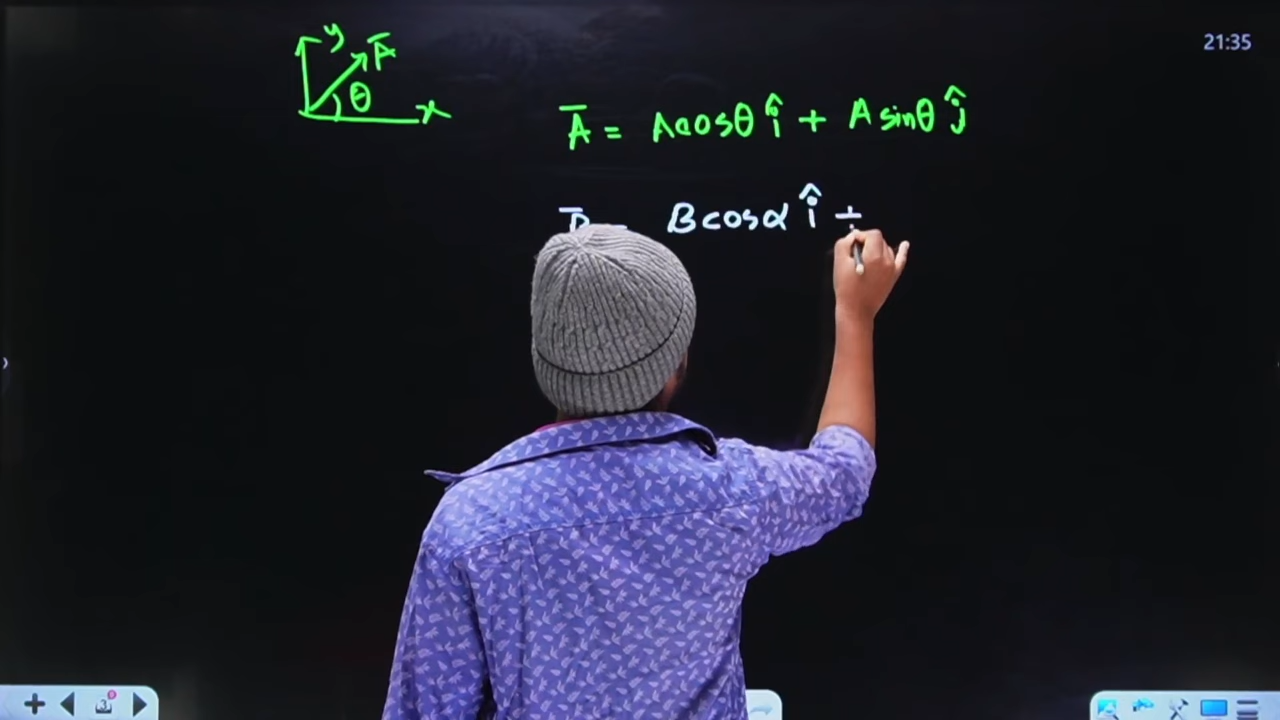 21:35
y
A̅
θ
x
A̅ = Acosθ î + A sinθ ĵ
B̅ = Bcosα î +